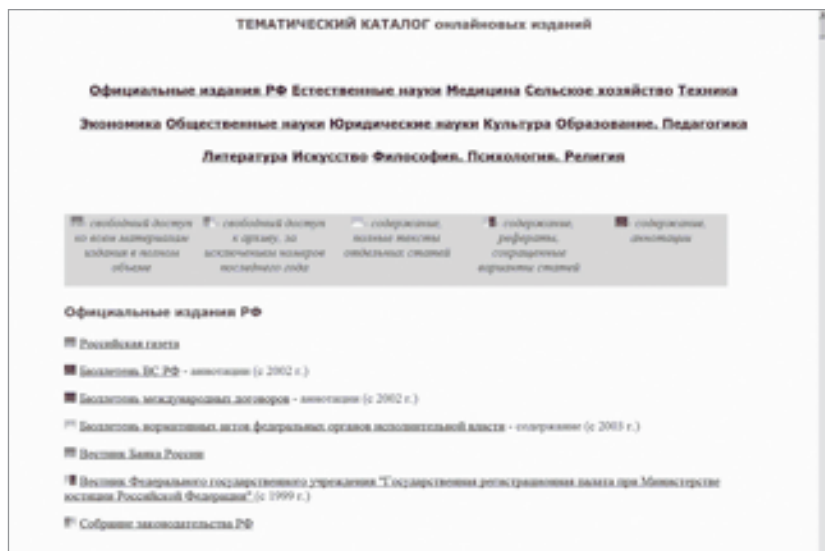 ТЕМАТИЧЕСКИЙ КАТАЛОГ онлайновых изданий
Официальные издания РФ Естественные науки Медицина Сельское хозяйство Техника
Экономика Общественные науки Юридические науки Культура Образование. Педагогика
Литература Искусство Философия. Психология. Религия
- свободный доступ ко всем материалам издания в полном объеме
- свободный доступ к архиву, за исключением номеров последнего года
- содержание, полные тексты отдельных статей
- содержание, рефераты, сокращенные варианты статей
- содержание, аннотации
Официальные издания РФ
Российская газета
Бюллетень ВС РФ - аннотации (с 2002 г.)
Бюллетень международных договоров - аннотации (с 2002 г.)
Бюллетень нормативных актов федеральных органов исполнительной власти - содержание (с 2003 г.)
Вестник Банка России
Вестник Федерального государственного учреждения "Государственная регистрационная палата при Министерстве
юстиции Российской Федерации" (с 1999 г.)
Собрание законодательства РФ